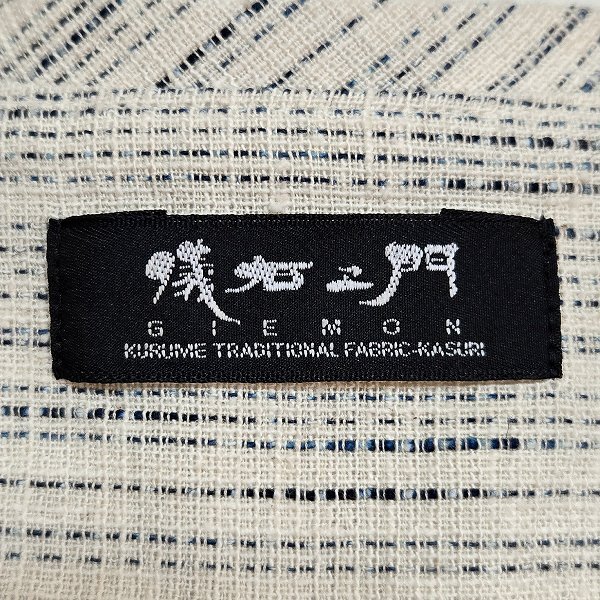 儀右ヱ門
GIEMON
KURUME TRADITIONAL FABRIC-KASURI